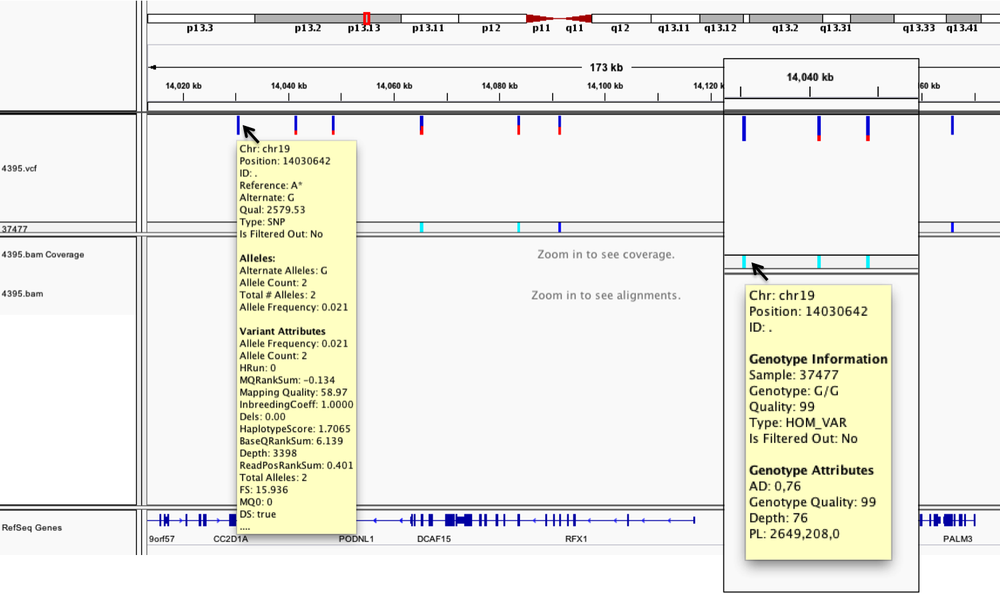 p13.3 p13.2 p13.13 p13.11 p12 p11 q11 q12 q13.11 q13.12 q13.2 q13.31 q13.33 q13.41
173 kb
14,020 kb 14,040 kb 14,060 kb 14,080 kb 14,100 kb 14,120 k 60 kb
14,040 kb
4395.vcf
37477
4395.bam Coverage
4395.bam
Chr: chr19
Position: 14030642
ID: .
Reference: A*
Alternate: G
Qual: 2579.53
Type: SNP
Is Filtered Out: No
Alleles:
Alternate Alleles: G
Allele Count: 2
Total # Alleles: 2
Allele Frequency: 0.021
Variant Attributes
Allele Frequency: 0.021
Allele Count: 2
HRun: 0
MQRankSum: -0.134
Mapping Quality: 58.97
InbreedingCoeff: 1.0000
Dels: 0.00
HaplotypeScore: 1.7065
BaseQRankSum: 6.139
Depth: 3398
ReadPosRankSum: 0.401
Total Alleles: 2
FS: 15.936
MQ0: 0
DS: true
....
Zoom in to see coverage.
Zoom in to see alignments.
Chr: chr19
Position: 14030642
ID: .
Genotype Information
Sample: 37477
Genotype: G/G
Quality: 99
Type: HOM_VAR
Is Filtered Out: No
Genotype Attributes
AD: 0,76
Genotype Quality: 99
Depth: 76
PL: 2649,208,0
RefSeq Genes
9orf57 CC2D1A PODNL1 DCAF15 RFX1 PALM3